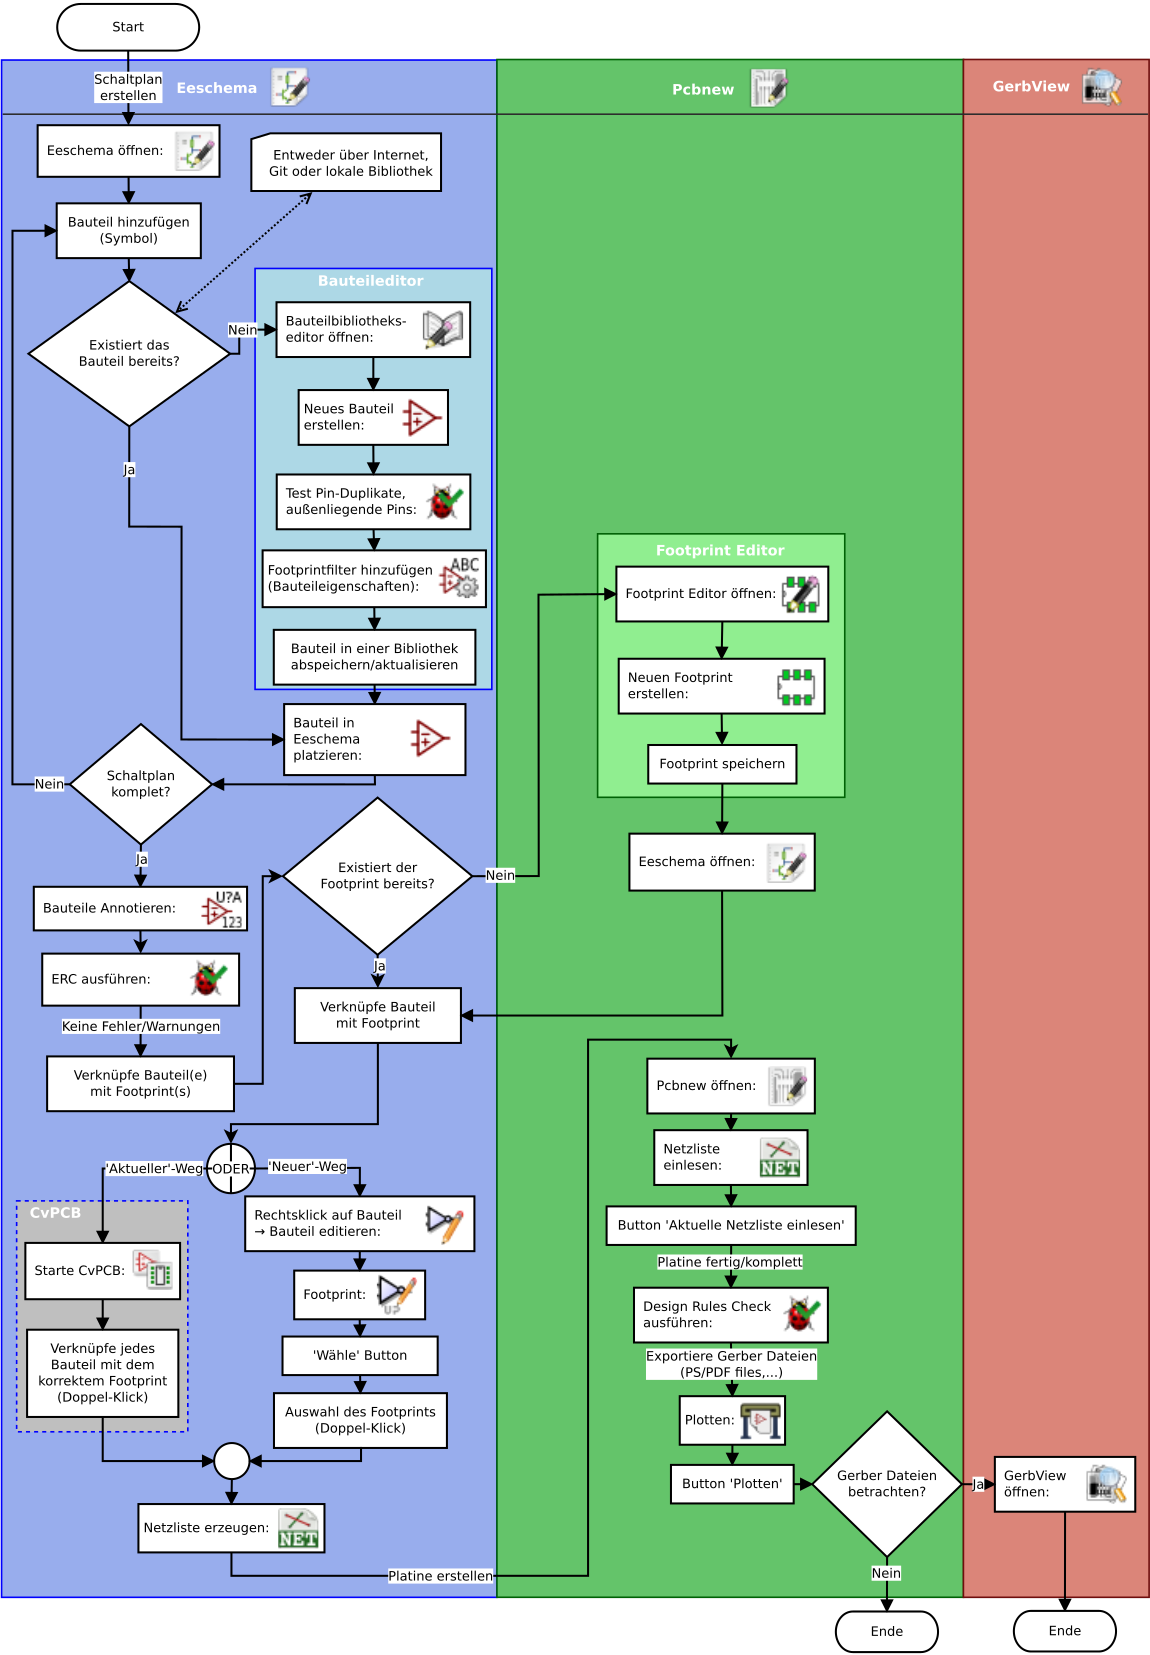 Start
Schaltplan
erstellen
Eeschema
Pcbnew
GerbView
Eeschema öffnen:
Entweder über Internet,
Git oder lokale Bibliothek
Bauteil hinzufügen
(Symbol)
Existiert das
Bauteil bereits?
Nein
Ja
Bauteileditor
Bauteilbibliotheks-
editor öffnen:
Neues Bauteil
erstellen:
Test Pin-Duplikate,
außenliegende Pins:
Footprintfilter hinzufügen
(Bauteileigenschaften):
ABC
Bauteil in einer Bibliothek
abspeichern/aktualisieren
Bauteil in
Eeschema
platzieren:
Schaltplan
komplet?
Nein
Ja
Bauteile Annotieren:
U?A
123
ERC ausführen:
Keine Fehler/Warnungen
Verknüpfe Bauteil(e)
mit Footprint(s)
Existiert der
Footprint bereits?
Nein
Ja
Footprint Editor
Footprint Editor öffnen:
Neuen Footprint
erstellen:
Footprint speichern
Eeschema öffnen:
Verknüpfe Bauteil
mit Footprint
ODER
'Aktueller'-Weg
'Neuer'-Weg
CvPCB
Starte CvPCB:
Verknüpfe jedes
Bauteil mit dem
korrektem Footprint
(Doppel-Klick)
Rechtsklick auf Bauteil
→ Bauteil editieren:
Footprint:
'Wähle' Button
Auswahl des Footprints
(Doppel-Klick)
Netzliste erzeugen:
NET
Platine erstellen
Pcbnew öffnen:
Netzliste
einlesen:
NET
Button 'Aktuelle Netzliste einlesen'
Platine fertig/komplett
Design Rules Check
ausführen:
Exportiere Gerber Dateien
(PS/PDF files,...)
Plotten:
Button 'Plotten'
Gerber Dateien
betrachten?
Ja
Nein
GerbView
öffnen:
Ende
Ende